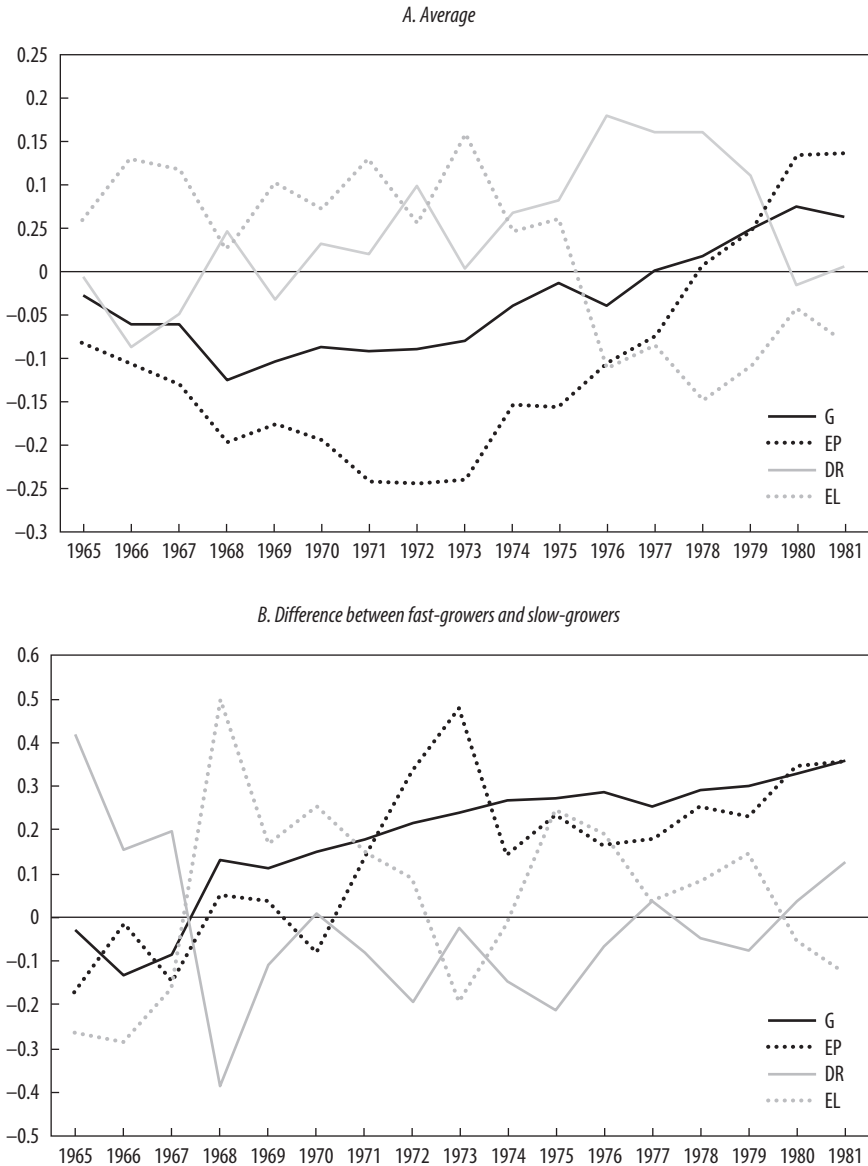 A. Average
0.25
0.2
0.15
0.1
0.25
0
–0.05
–0.1
–0.15
–0.2
–0.25
–0.3
G
EP
DR
EL
1965 1966 1967 1968 1969 1970 1971 1972 1973 1974 1975 1976 1977 1978 1979 1980 1981
B. Difference between fast-growers and slow-growers
0.6
0.5
0.4
0.3
0.2
0.1
0
–0.1
–0.2
–0.3
–0.4
–0.5
G
EP
DR
EL
1965 1966 1967 1968 1969 1970 1971 1972 1973 1974 1975 1976 1977 1978 1979 1980 1981